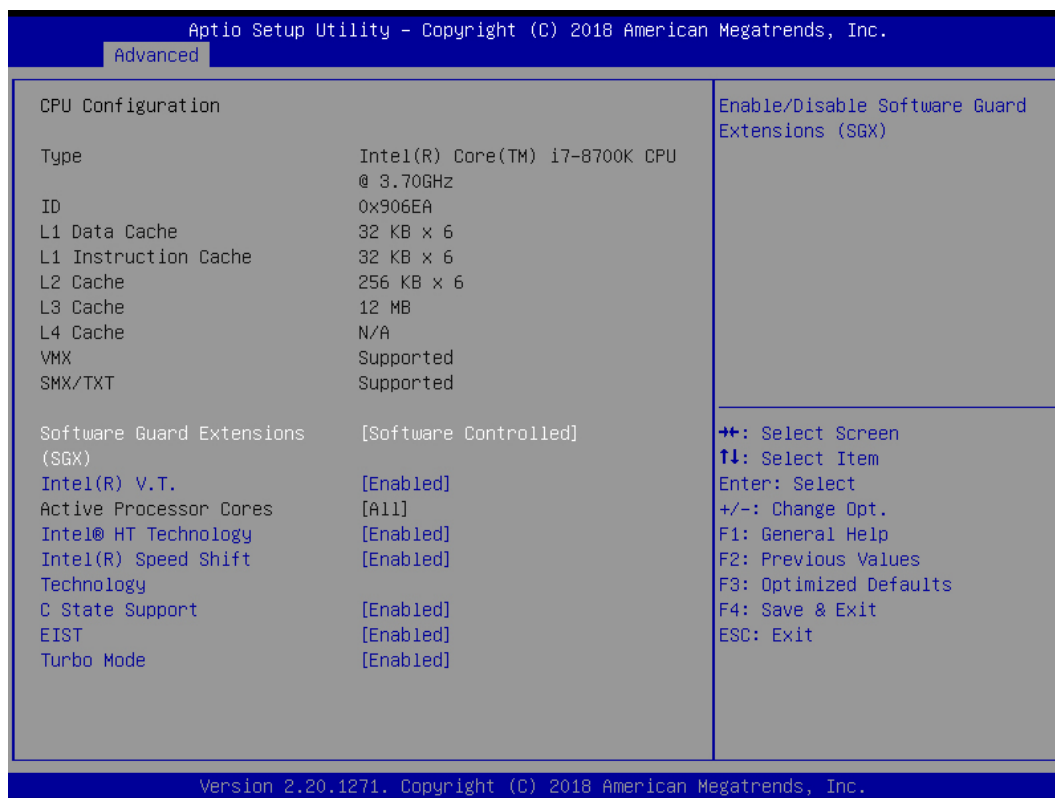 Aptio Setup Utility – Copyright (C) 2018 American Megatrends, Inc.
Advanced
CPU Configuration
Type Intel(R) Core(TM) i7-8700K CPU
@ 3.70GHz
ID 0x906EA
L1 Data Cache 32 KB x 6
L1 Instruction Cache 32 KB x 6
L2 Cache 256 KB x 6
L3 Cache 12 MB
L4 Cache N/A
VMX Supported
SMX/TXT Supported
Software Guard Extensions [Software Controlled]
(SGX)
Intel(R) V.T. [Enabled]
Active Processor Cores [All]
Intel® HT Technology [Enabled]
Intel(R) Speed Shift [Enabled]
Technology
C State Support [Enabled]
EIST [Enabled]
Turbo Mode [Enabled]
Enable/Disable Software Guard
Extensions (SGX)
→←: Select Screen
↑↓: Select Item
Enter: Select
+/-: Change Opt.
F1: General Help
F2: Previous Values
F3: Optimized Defaults
F4: Save & Exit
ESC: Exit
Version 2.20.1271. Copyright (C) 2018 American Megatrends, Inc.